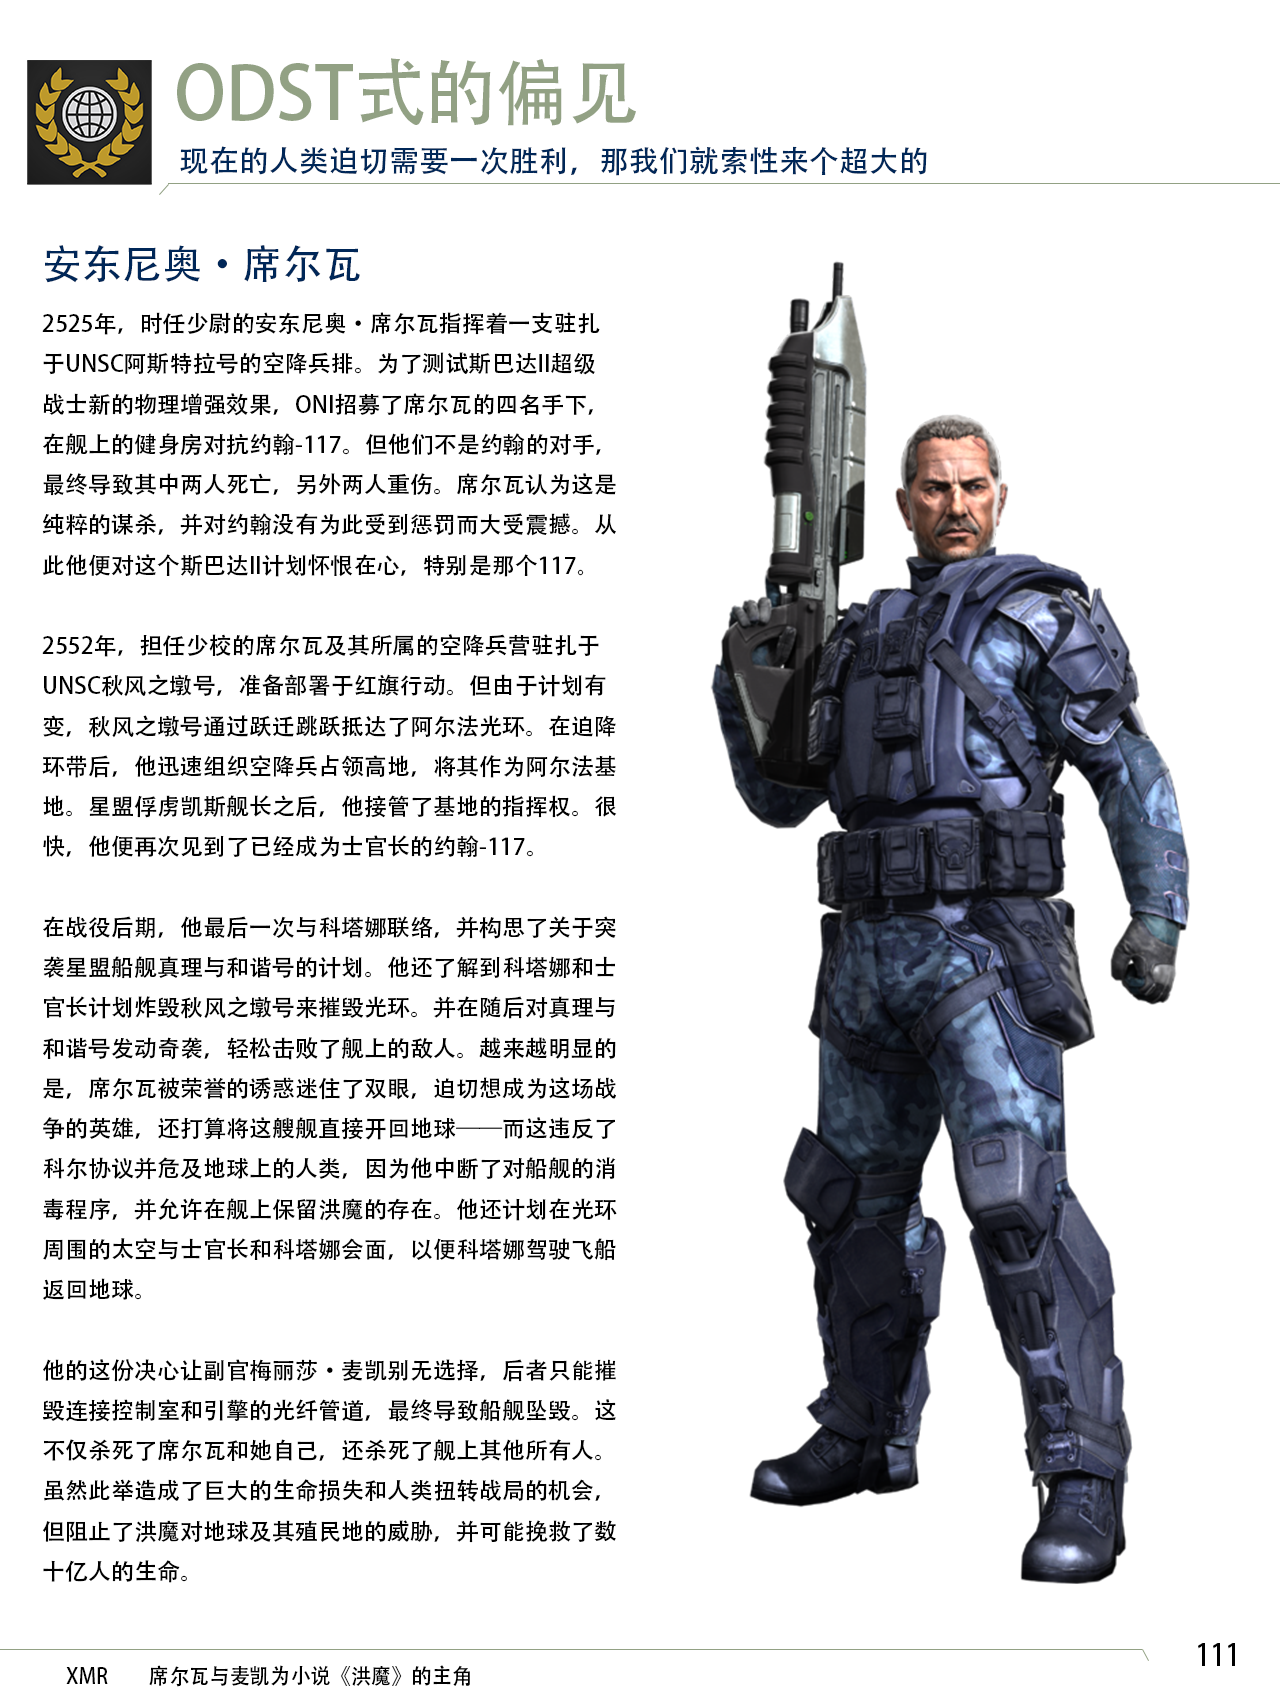 ODST式的偏见
现在的人类迫切需要一次胜利，那我们就索性来个超大的
安东尼奥·席尔瓦
2525年，时任少尉的安东尼奥·席尔瓦指挥着一支驻扎
于UNSC阿斯特拉号的空降兵排。为了测试斯巴达II超级
战士新的物理增强效果，ONI招募了席尔瓦的四名手下，
在舰上的健身房对抗约翰-117。但他们不是约翰的对手，
最终导致其中两人死亡，另外两人重伤。席尔瓦认为这是
纯粹的谋杀，并对约翰没有为此受到惩罚而大受震撼。从
此他便对这个斯巴达II计划怀恨在心，特别是那个117。
2552年，担任少校的席尔瓦及其所属的空降兵营驻扎于
UNSC秋风之墩号，准备部署于红旗行动。但由于计划有
变，秋风之墩号通过跃迁跳跃抵达了阿尔法光环。在迫降
环带后，他迅速组织空降兵占领高地，将其作为阿尔法基
地。星盟俘虏凯斯舰长之后，他接管了基地的指挥权。很
快，他便再次见到了已经成为士官长的约翰-117。
在战役后期，他最后一次与科塔娜联络，并构思了关于突
袭星盟船舰真理与和谐号的计划。他还了解到科塔娜和士
官长计划炸毁秋风之墩号来摧毁光环。并在随后对真理与
和谐号发动奇袭，轻松击败了舰上的敌人。越来越明显的
是，席尔瓦被荣誉的诱惑迷住了双眼，迫切想成为这场战
争的英雄，还打算将这艘舰直接开回地球——而这违反了
科尔协议并危及地球上的人类，因为他中断了对船舰的消
毒程序，并允许在舰上保留洪魔的存在。他还计划在光环
周围的太空与士官长和科塔娜会面，以便科塔娜驾驶飞船
返回地球。
他的这份决心让副官梅丽莎·麦凯别无选择，后者只能摧
毁连接控制室和引擎的光纤管道，最终导致船舰坠毁。这
不仅杀死了席尔瓦和她自己，还杀死了舰上其他所有人。
虽然此举造成了巨大的生命损失和人类扭转战局的机会，
但阻止了洪魔对地球及其殖民地的威胁，并可能挽救了数
十亿人的生命。
111
XMR 席尔瓦与麦凯为小说《洪魔》的主角